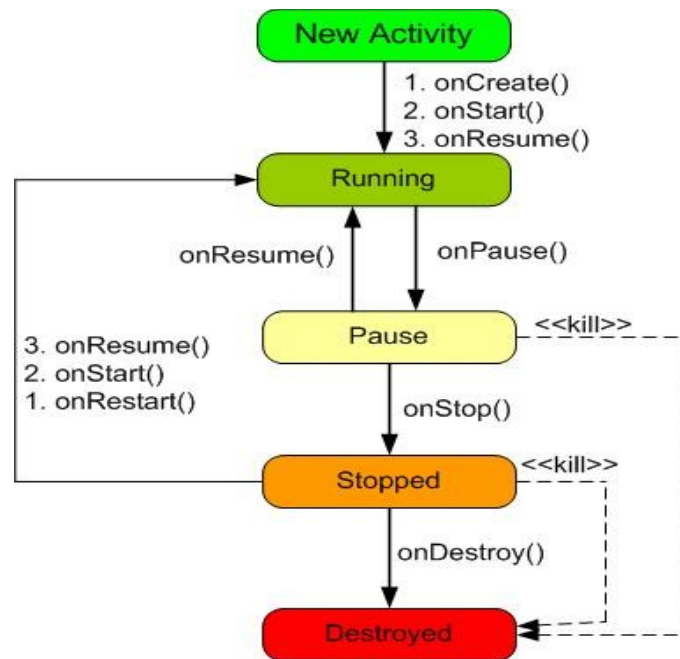 New Activity
1. onCreate()
2. onStart()
3. onResume()
Running
onResume()
onPause()
Pause
<<kill>>
3. onResume()
2. onStart()
1. onRestart()
onStop()
Stopped
<<kill>>
onDestroy()
Destroyed